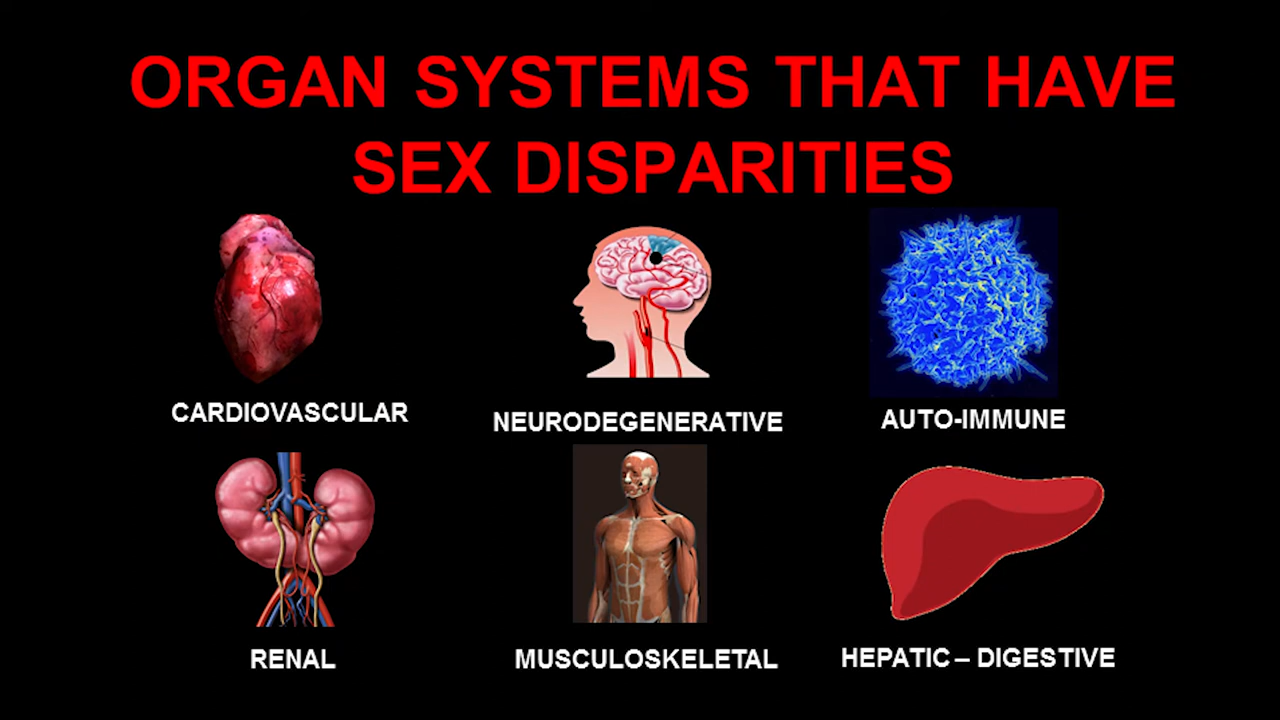 ORGAN SYSTEMS THAT HAVE
SEX DISPARITIES
CARDIOVASCULAR
NEURODEGENERATIVE
AUTO-IMMUNE
RENAL
MUSCULOSKELETAL
HEPATIC – DIGESTIVE